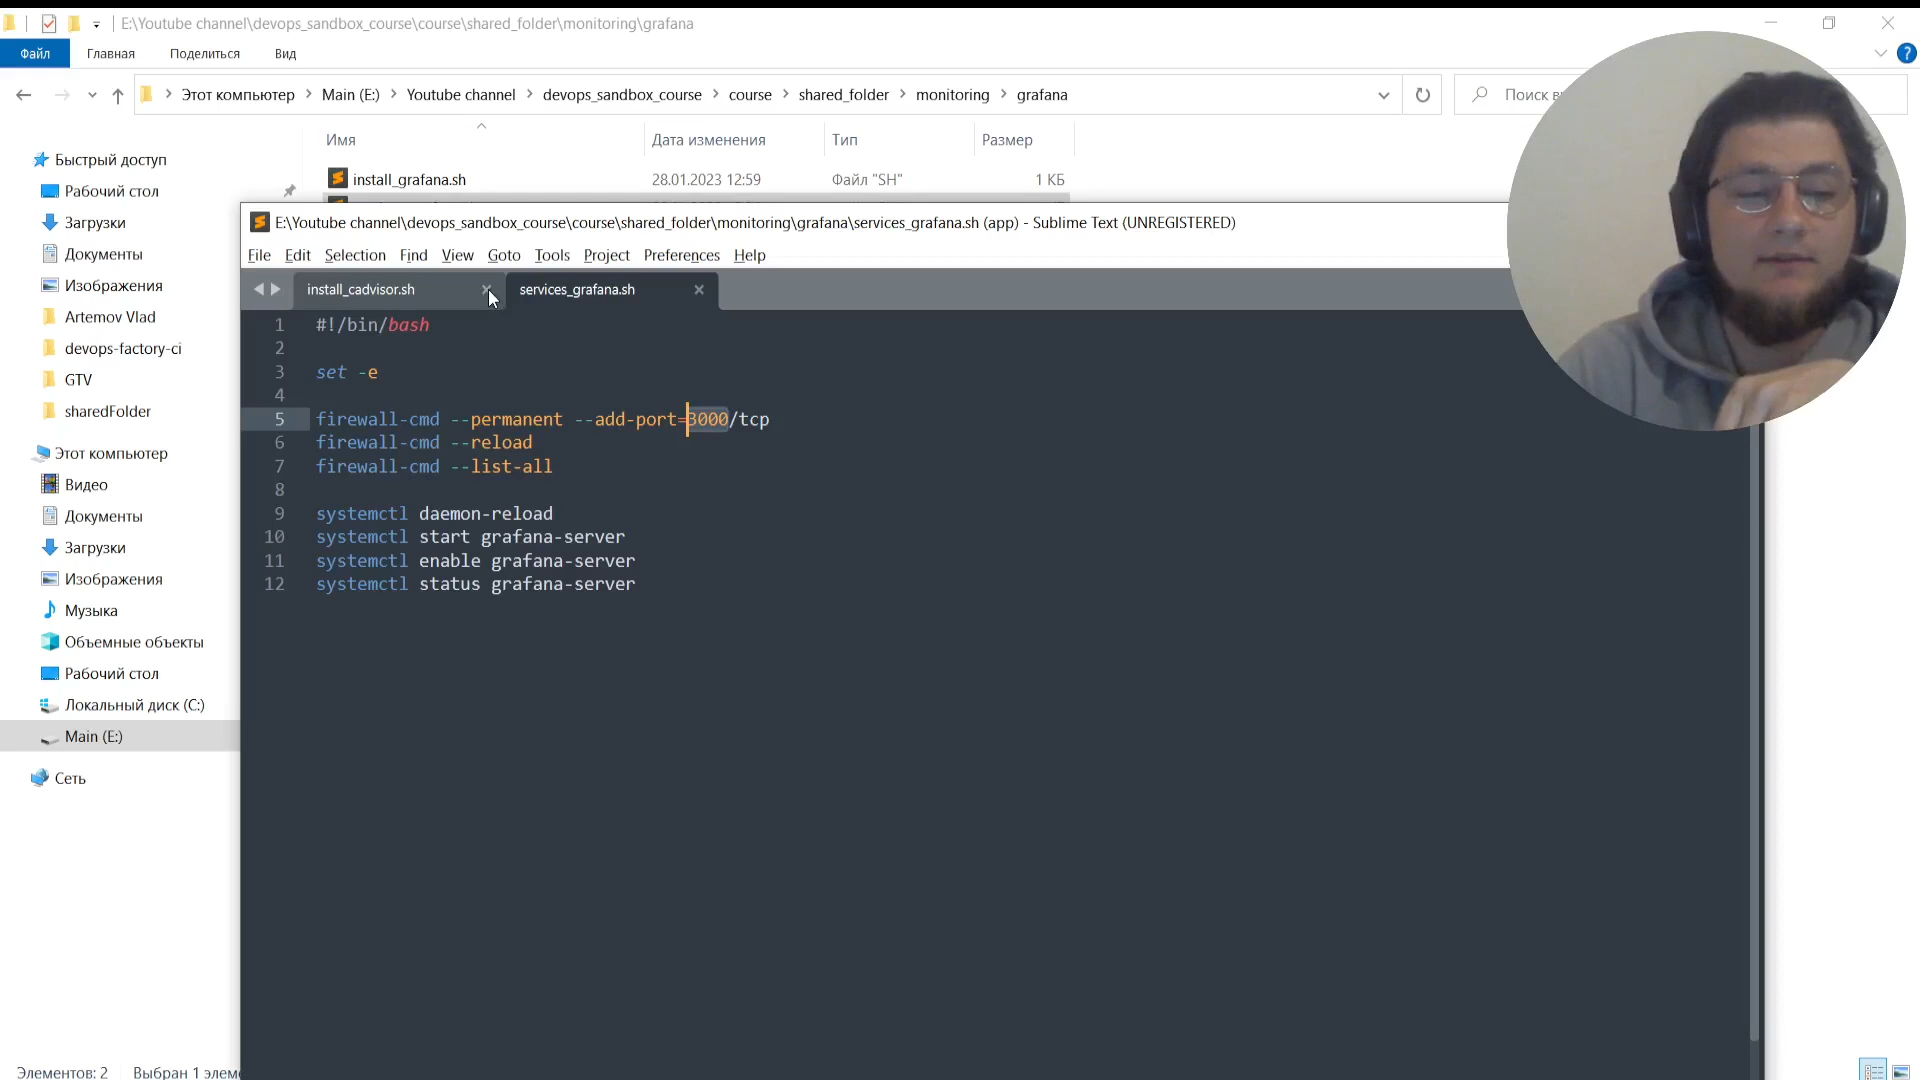 E:\Youtube channel\devops_sandbox_course\course\shared_folder\monitoring\grafana
Файл Главная Поделиться Вид
Этот компьютер Main (E:) Youtube channel devops_sandbox_course course shared_folder monitoring grafana
Поиск
Имя Дата изменения Тип Размер
install_grafana.sh 28.01.2023 12:59 Файл "SH" 1 КБ
Быстрый доступ
Рабочий стол
Загрузки
Документы
Изображения
Artemov Vlad
devops-factory-ci
GTV
sharedFolder
Этот компьютер
Видео
Документы
Загрузки
Изображения
Музыка
Объемные объекты
Рабочий стол
Локальный диск (C:)
Main (E:)
Сеть
Элементов: 2 Выбран 1 элем
E:\Youtube channel\devops_sandbox_course\course\shared_folder\monitoring\grafana\services_grafana.sh (app) - Sublime Text (UNREGISTERED)
File Edit Selection Find View Goto Tools Project Preferences Help
install_cadvisor.sh services_grafana.sh
1 #!/bin/bash
2
3 set -e
4
5 firewall-cmd --permanent --add-port=3000/tcp
6 firewall-cmd --reload
7 firewall-cmd --list-all
8
9 systemctl daemon-reload
10 systemctl start grafana-server
11 systemctl enable grafana-server
12 systemctl status grafana-server